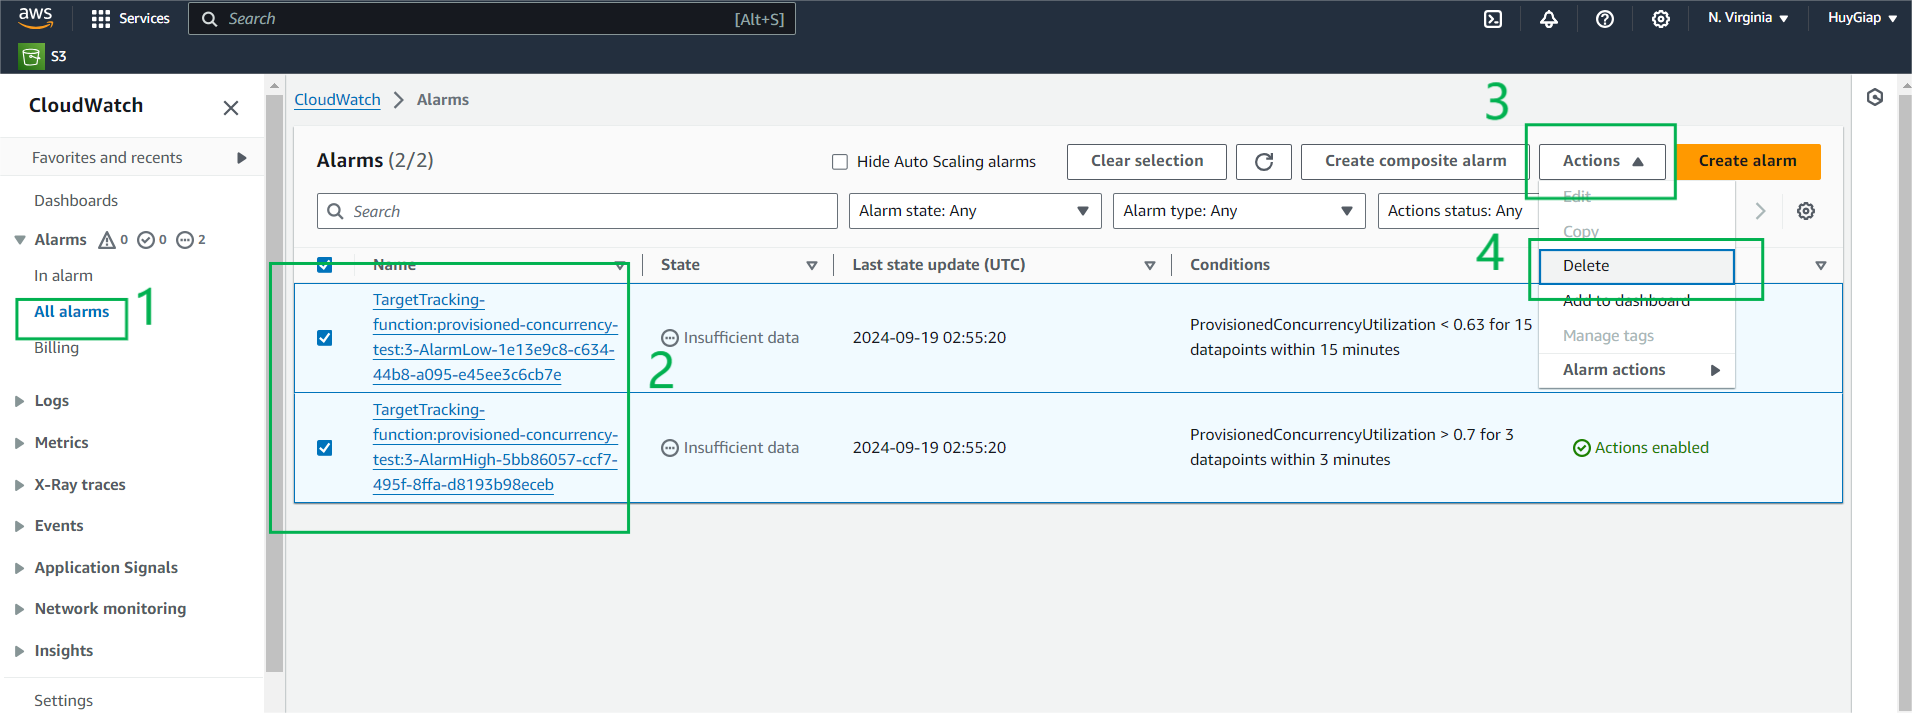 aws
Services
Search
[Alt+S]
N. Virginia
HuyGiap
S3
CloudWatch
Favorites and recents
Dashboards
Alarms 0 0 2
In alarm
All alarms
1
Billing
Logs
Metrics
X-Ray traces
Events
Application Signals
Network monitoring
Insights
Settings
CloudWatch > Alarms
3
Alarms (2/2)
Hide Auto Scaling alarms
Clear selection
Create composite alarm
Actions
Create alarm
Search
Alarm state: Any
Alarm type: Any
Actions status: Any
Edit
Copy
4
Delete
Add to dashboard
Manage tags
Alarm actions
Name
State
Last state update (UTC)
Conditions
TargetTracking-
function:provisioned-concurrency-
test:3-AlarmLow-1e13e9c8-c634-
44b8-a095-e45ee3c6cb7e
2
Insufficient data
2024-09-19 02:55:20
ProvisionedConcurrencyUtilization < 0.63 for 15
datapoints within 15 minutes
TargetTracking-
function:provisioned-concurrency-
test:3-AlarmHigh-5bb86057-ccf7-
495f-8ffa-d8193b98eceb
Insufficient data
2024-09-19 02:55:20
ProvisionedConcurrencyUtilization > 0.7 for 3
datapoints within 3 minutes
Actions enabled